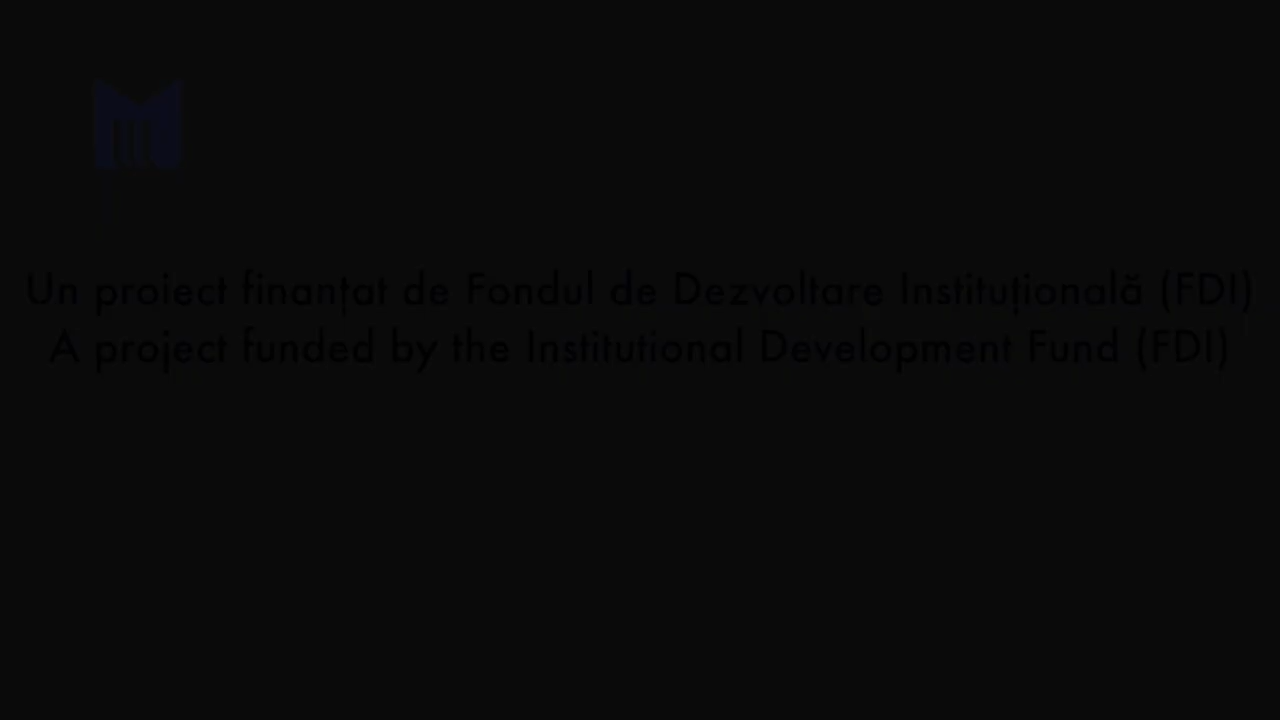 Un proiect finanțat de Fondul de Dezvoltare Instituțională (FDI)
A project funded by the Institutional Development Fund (FDI)